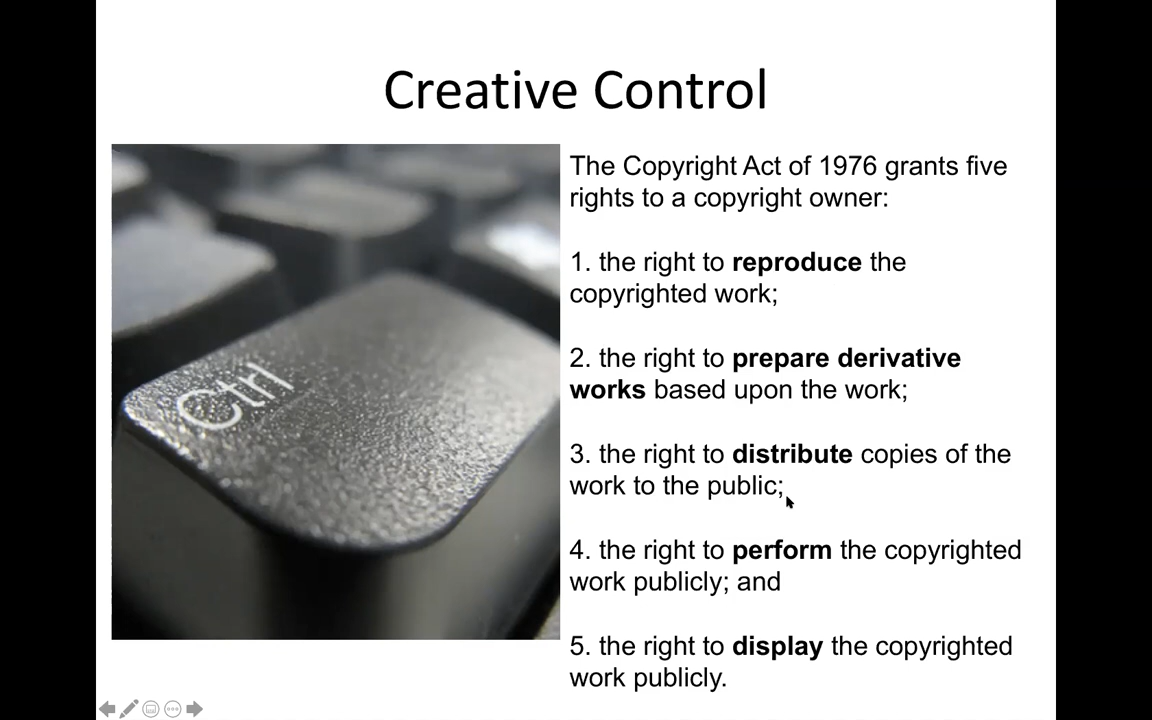 Creative Control
Ctrl
The Copyright Act of 1976 grants five
rights to a copyright owner:
1. the right to reproduce the
copyrighted work;
2. the right to prepare derivative
works based upon the work;
3. the right to distribute copies of the
work to the public;
4. the right to perform the copyrighted
work publicly; and
5. the right to display the copyrighted
work publicly.